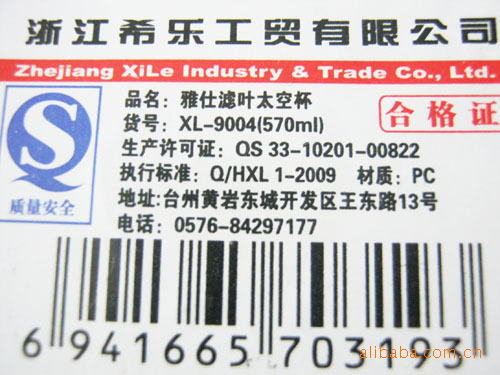 浙江希乐工贸有限公司
Zhejiang XiLe Industry & Trade Co., Ltd.
品名：雅仕滤叶太空杯
货号：XL-9004(570ml)
合格证
生产许可证：QS 33-10201-00822
执行标准：Q/HXL 1-2009 材质：PC
质量安全
地址:台州黄岩东城开发区王东路13号
电话：0576-84297177
6 941665 703193
alibaba.com.cn